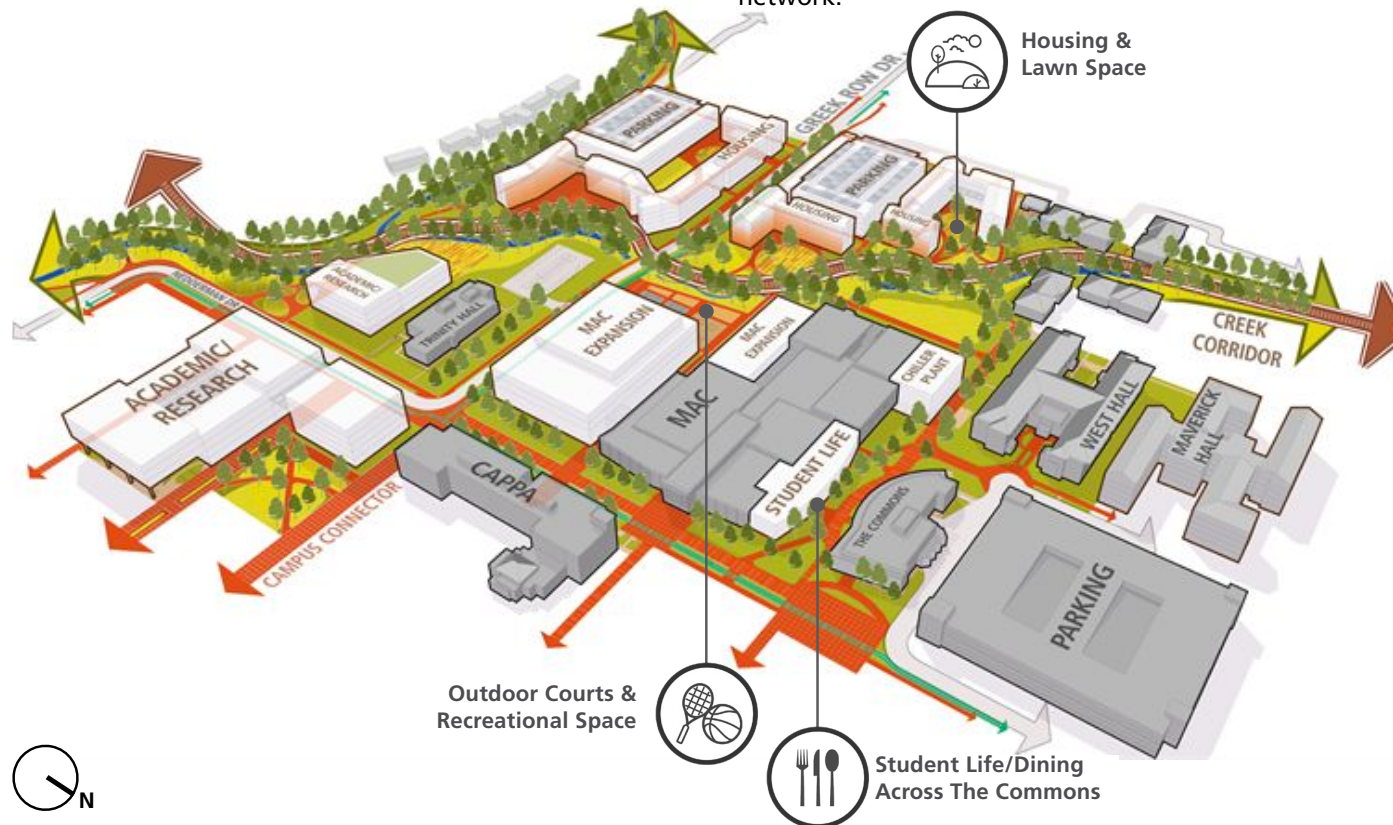 network.
Housing &
Lawn Space
GREEK ROW DR
PARKING
HOUSING
PARKING
HOUSING
HOUSING
NEDDERMAN DR
ACADEMIC/
RESEARCH
TRINITY HALL
MAC
EXPANSION
MAC
EXPANSION
CHILLER
PLANT
CREEK
CORRIDOR
ACADEMIC/
RESEARCH
MAC
STUDENT LIFE
WEST HALL
MAVERICK
HALL
CAPPA
THE COMMONS
CAMPUS CONNECTOR
PARKING
Outdoor Courts &
Recreational Space
Student Life/Dining
Across The Commons
N